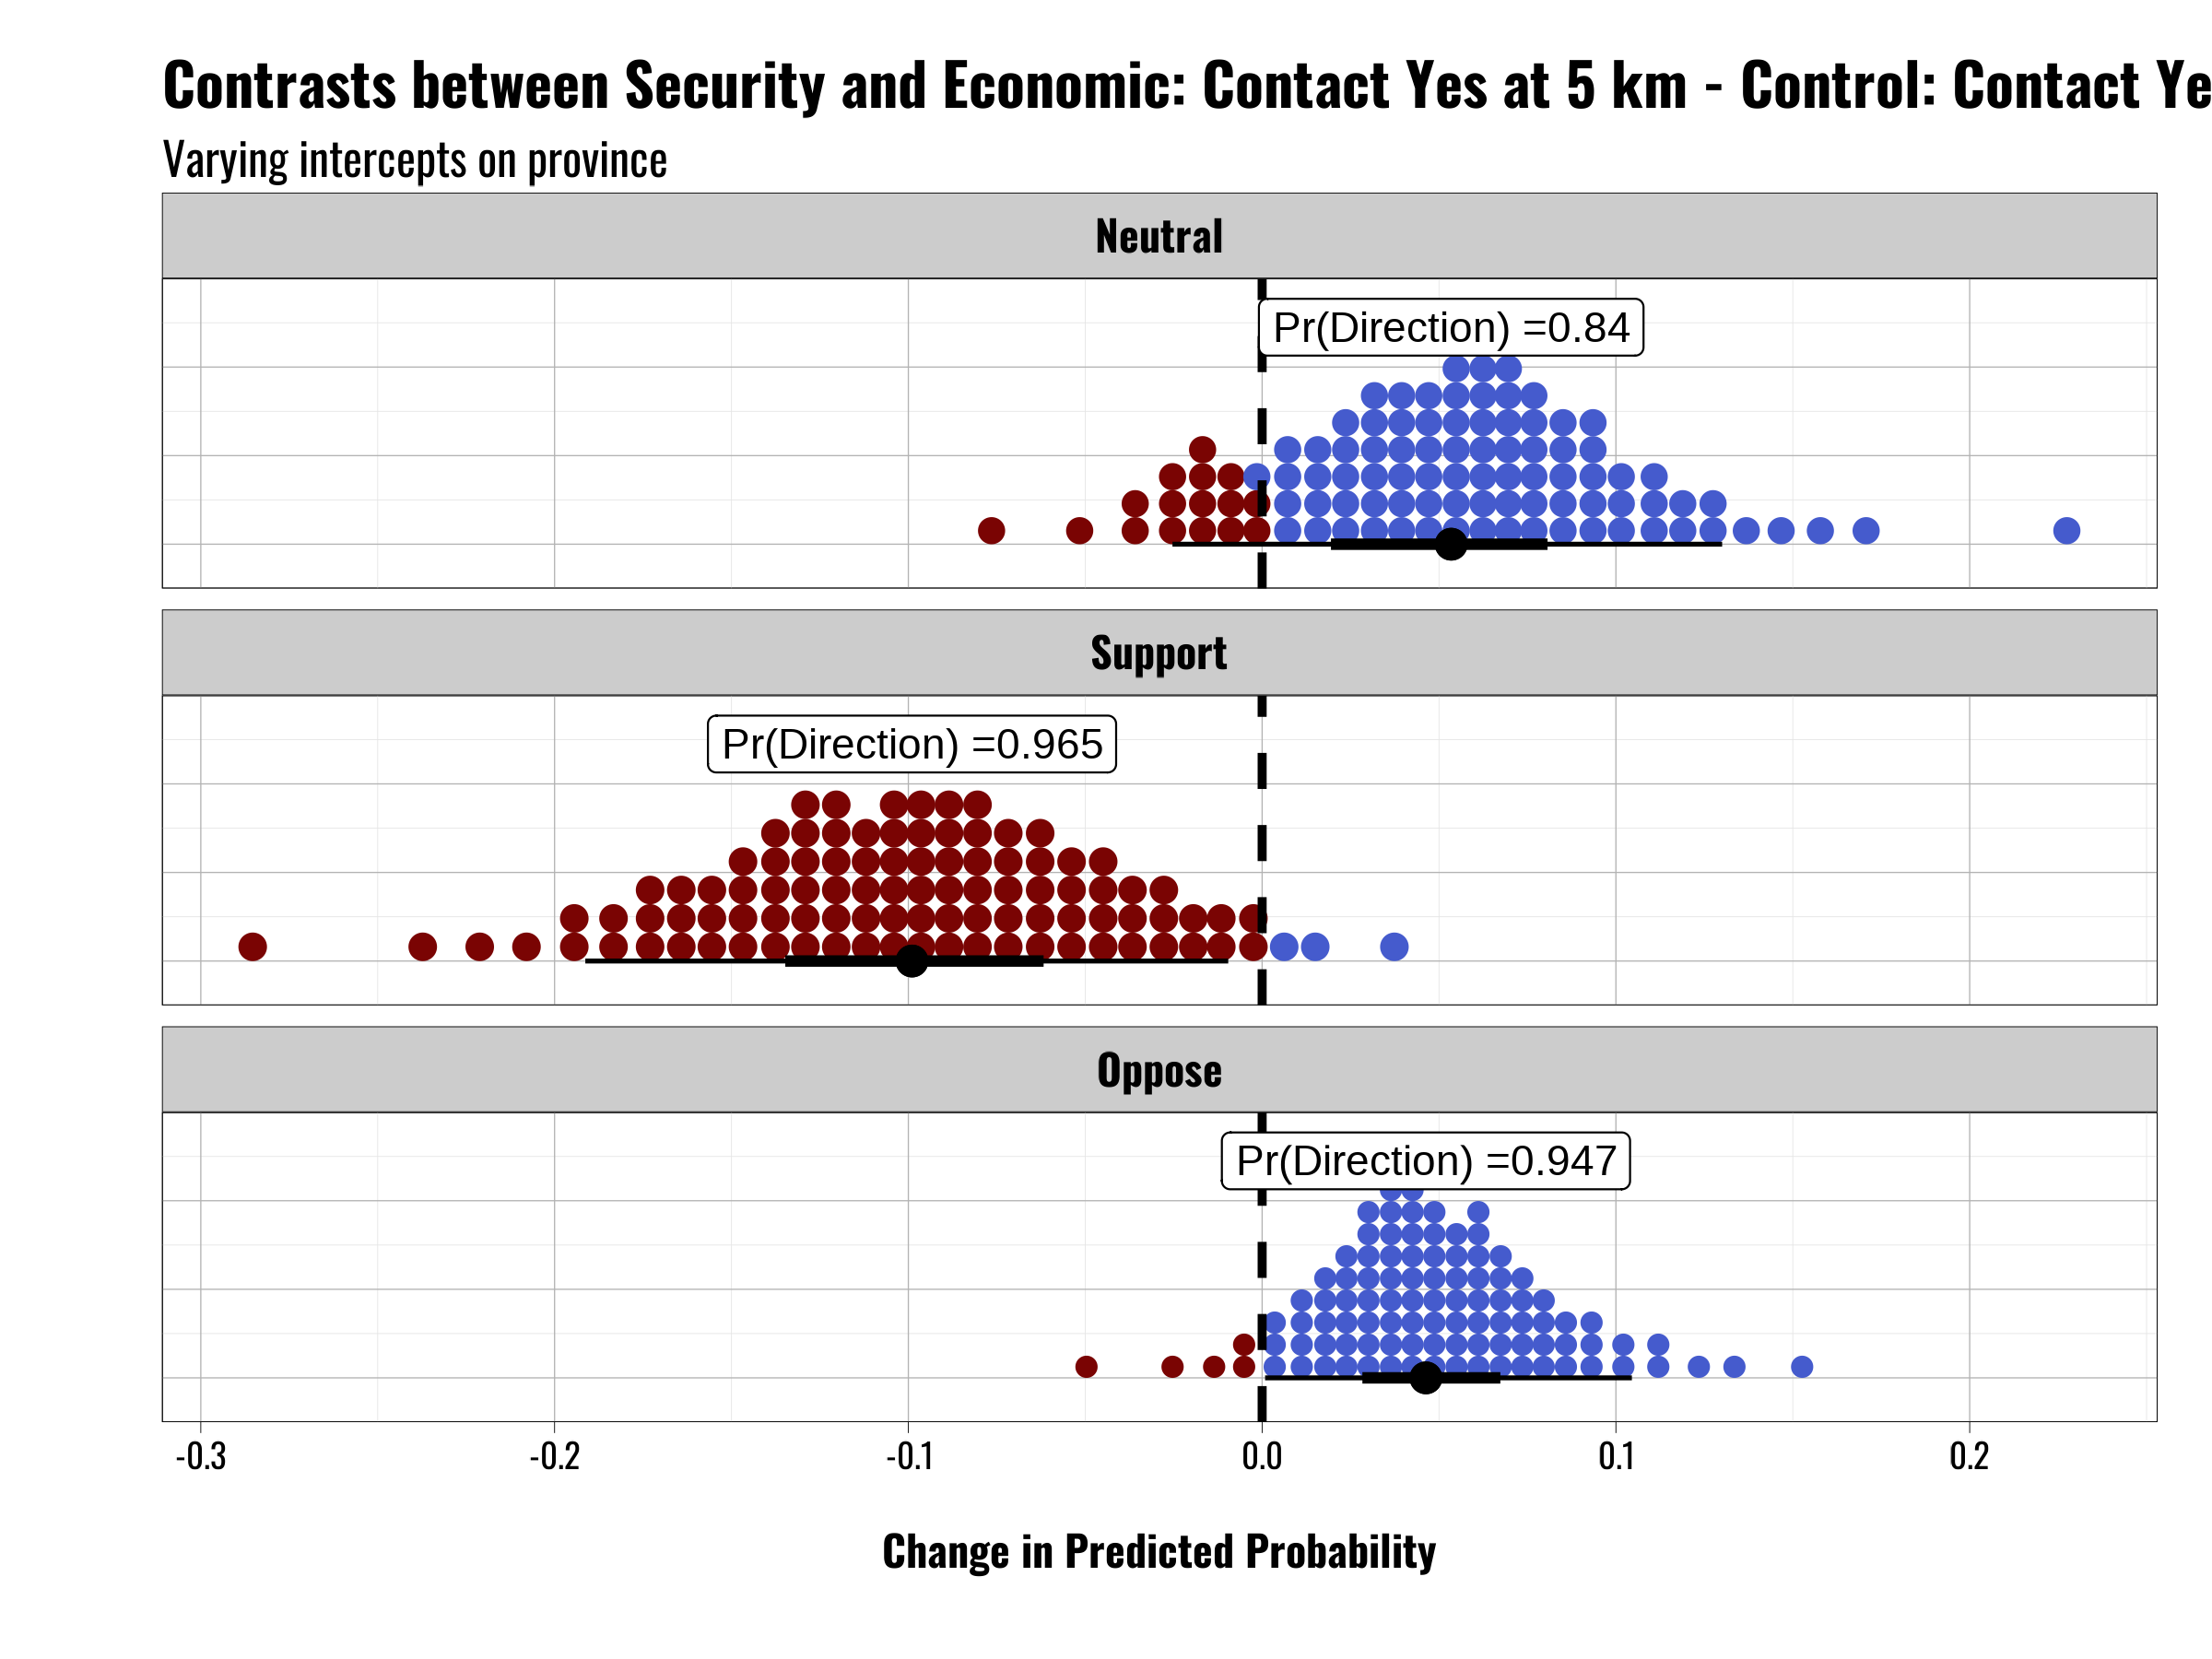 Contrasts between Security and Economic: Contact Yes at 5 km - Control: Contact Ye
Varying intercepts on province
Neutral
Pr(Direction) =0.84
Support
Pr(Direction) =0.965
Oppose
Pr(Direction) =0.947
-0.3 -0.2 -0.1 0.0 0.1 0.2
Change in Predicted Probability